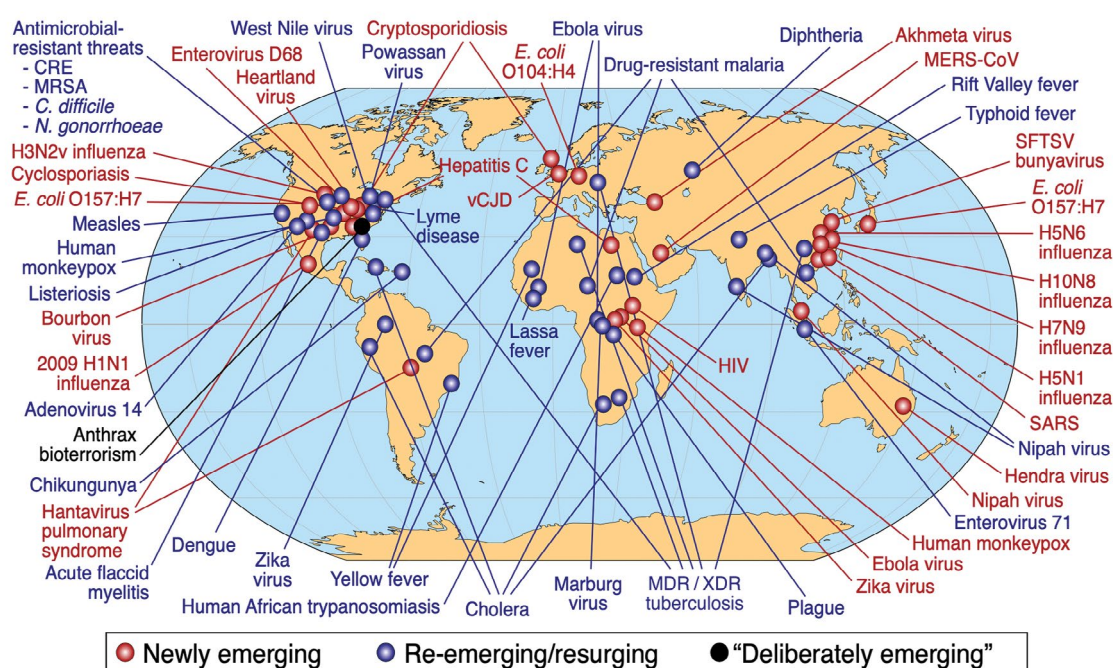 Antimicrobial-
resistant threats
- CRE
- MRSA
- C. difficile
- N. gonorrhoeae
H3N2v influenza
Cyclosporiasis
E. coli O157:H7
Measles
Human
monkeypox
Listeriosis
Bourbon
virus
2009 H1N1
influenza
Adenovirus 14
Anthrax
bioterrorism
Chikungunya
Hantavirus
pulmonary
syndrome
Acute flaccid
myelitis
Dengue
Zika
virus
Yellow fever
Human African trypanosomiasis
Cholera
Marburg
virus
MDR / XDR
tuberculosis
Plague
West Nile virus
Enterovirus D68
Heartland
virus
Cryptosporidiosis
Powassan
virus
E. coli
O104:H4
Ebola virus
Drug-resistant malaria
Diphtheria
Akhmeta virus
MERS-CoV
Rift Valley fever
Typhoid fever
SFTSV
bunyavirus
E. coli
O157:H7
H5N6
influenza
H10N8
influenza
H7N9
influenza
H5N1
influenza
SARS
Nipah virus
Hendra virus
Nipah virus
Enterovirus 71
Human monkeypox
Ebola virus
Zika virus
Hepatitis C
vCJD
Lyme
disease
Lassa
fever
HIV
Newly emerging
Re-emerging/resurging
“Deliberately emerging”